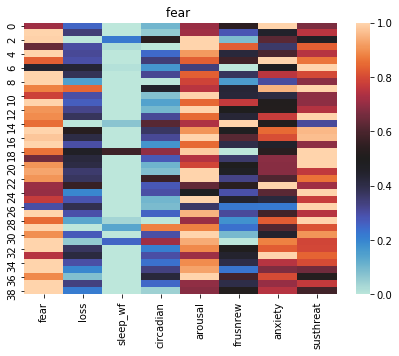 fear
0
2
4
6
8
10
12
14
16
18
20
22
24
26
28
30
32
34
36
38
fear
loss
sleep_wf
circadian
arousal
frusnrew
anxiety
susthreat
1.0
0.8
0.6
0.4
0.2
0.0